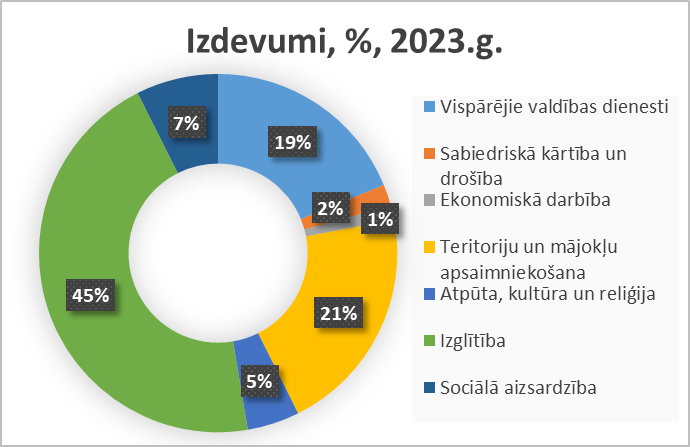 Izdevumi, %, 2023.g.
19%
2%
1%
21%
5%
45%
7%
Vispārējie valdības dienesti
Sabiedriskā kārtība un
drošība
Ekonomiskā darbība
Teritoriju un mājokļu
apsaimniekošana
Atpūta, kultūra un reliģija
Izglītība
Sociālā aizsardzība